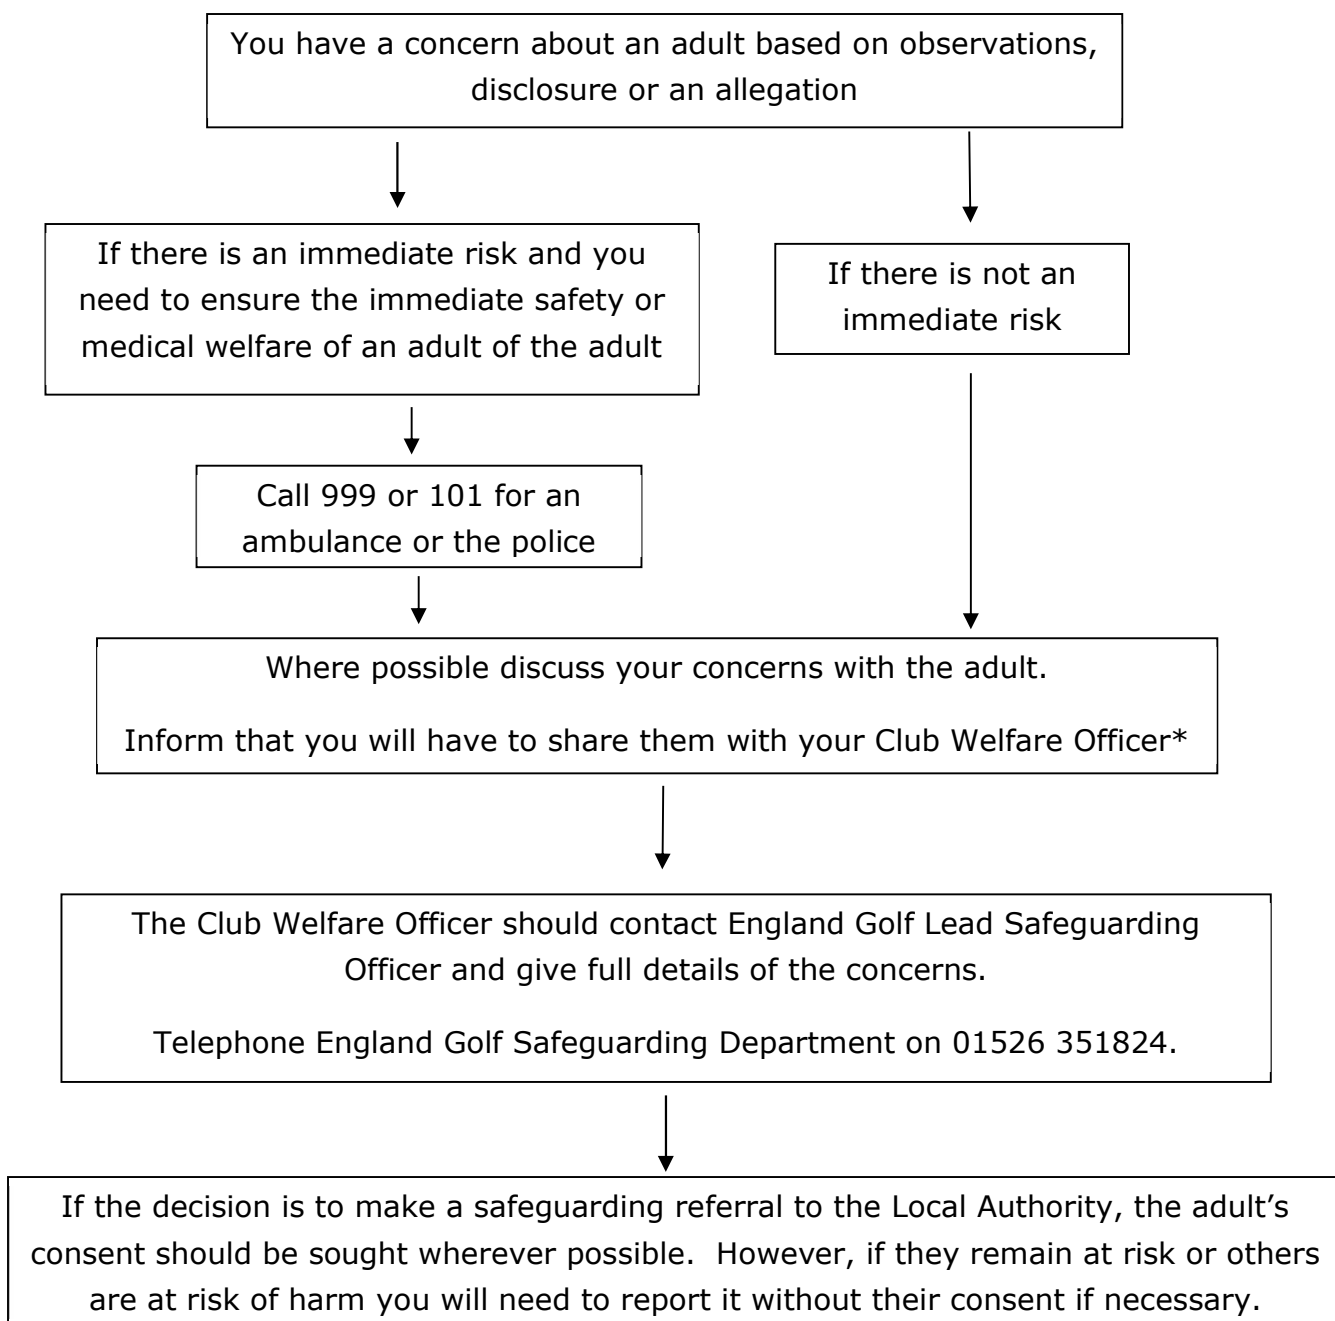 You have a concern about an adult based on observations,
disclosure or an allegation
If there is an immediate risk and you
need to ensure the immediate safety or
medical welfare of an adult of the adult
If there is not an
immediate risk
Call 999 or 101 for an
ambulance or the police
Where possible discuss your concerns with the adult.
Inform that you will have to share them with your Club Welfare Officer*
The Club Welfare Officer should contact England Golf Lead Safeguarding
Officer and give full details of the concerns.
Telephone England Golf Safeguarding Department on 01526 351824.
If the decision is to make a safeguarding referral to the Local Authority, the adult’s
consent should be sought wherever possible.  However, if they remain at risk or others
are at risk of harm you will need to report it without their consent if necessary.